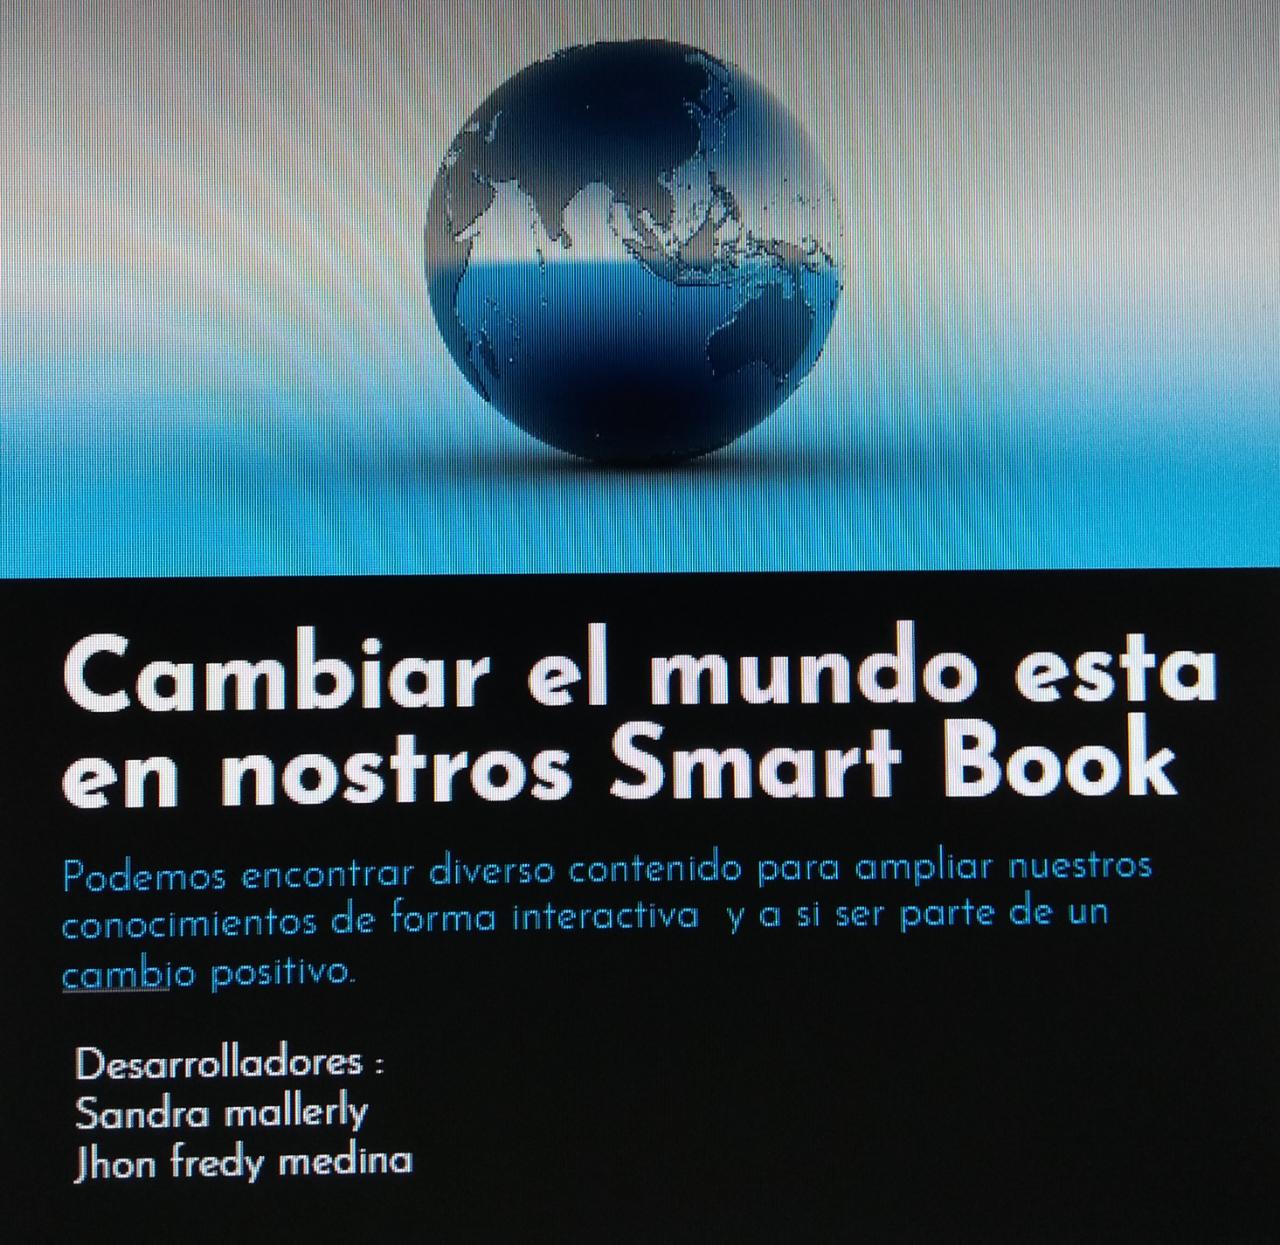 Cambiar el mundo esta
en nostros Smart Book
Podemos encontrar diverso contenido para ampliar nuestros
conocimientos de forma interactiva y a si ser parte de un
cambio positivo.
Desarrolladores :
Sandra mallerly
Jhon fredy medina